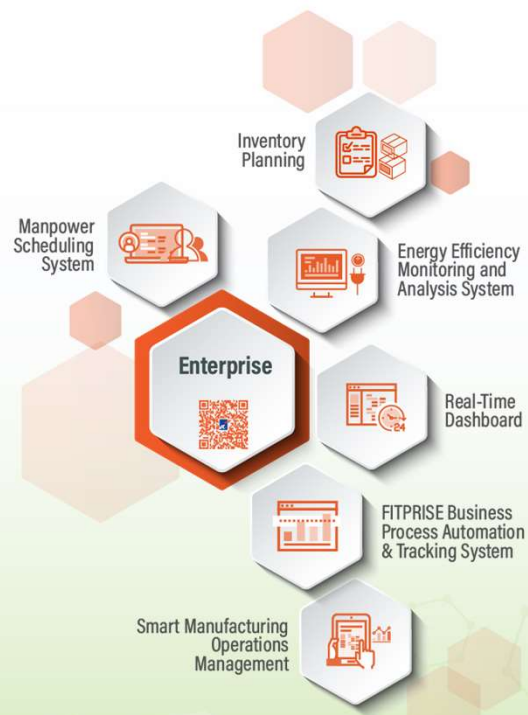 Inventory
Planning
Manpower
Scheduling
System
Energy Efficiency
Monitoring and
Analysis System
Enterprise
Real-Time
Dashboard
24
FITPRISE Business
Process Automation
& Tracking System
Smart Manufacturing
Operations
Management